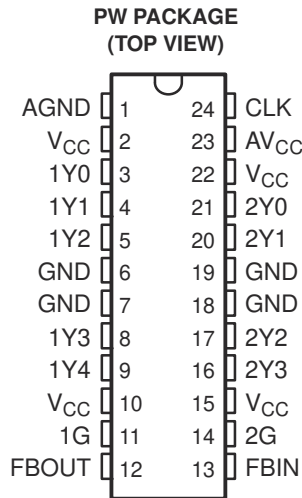 PW PACKAGE
(TOP VIEW)
AGND 1 24 CLK
VCC 2 23 AVCC
1Y0 3 22 VCC
1Y1 4 21 2Y0
1Y2 5 20 2Y1
GND 6 19 GND
GND 7 18 GND
1Y3 8 17 2Y2
1Y4 9 16 2Y3
VCC 10 15 VCC
1G 11 14 2G
FBOUT 12 13 FBIN